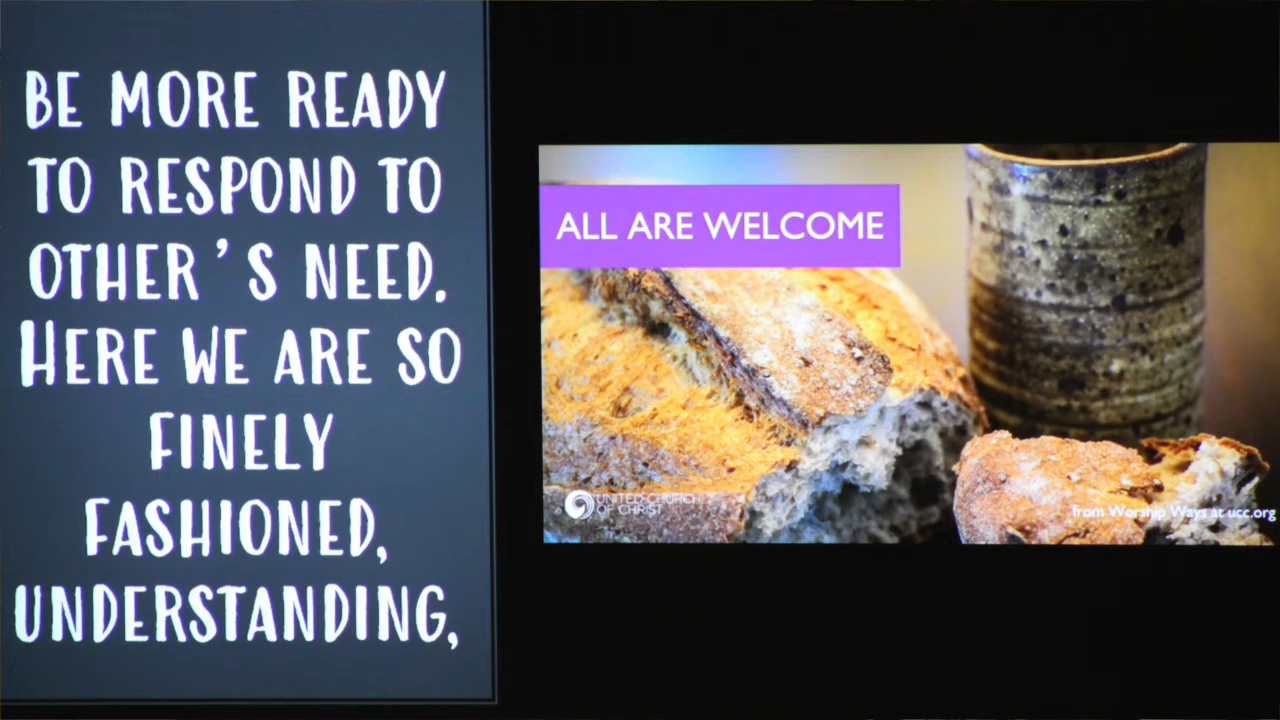 BE MORE READY
TO RESPOND TO
OTHER'S NEED.
HERE WE ARE SO
FINELY
FASHIONED,
UNDERSTANDING,
ALL ARE WELCOME
UNITED CHURCH
OF CHRIST
from Worship Ways at ucc.org